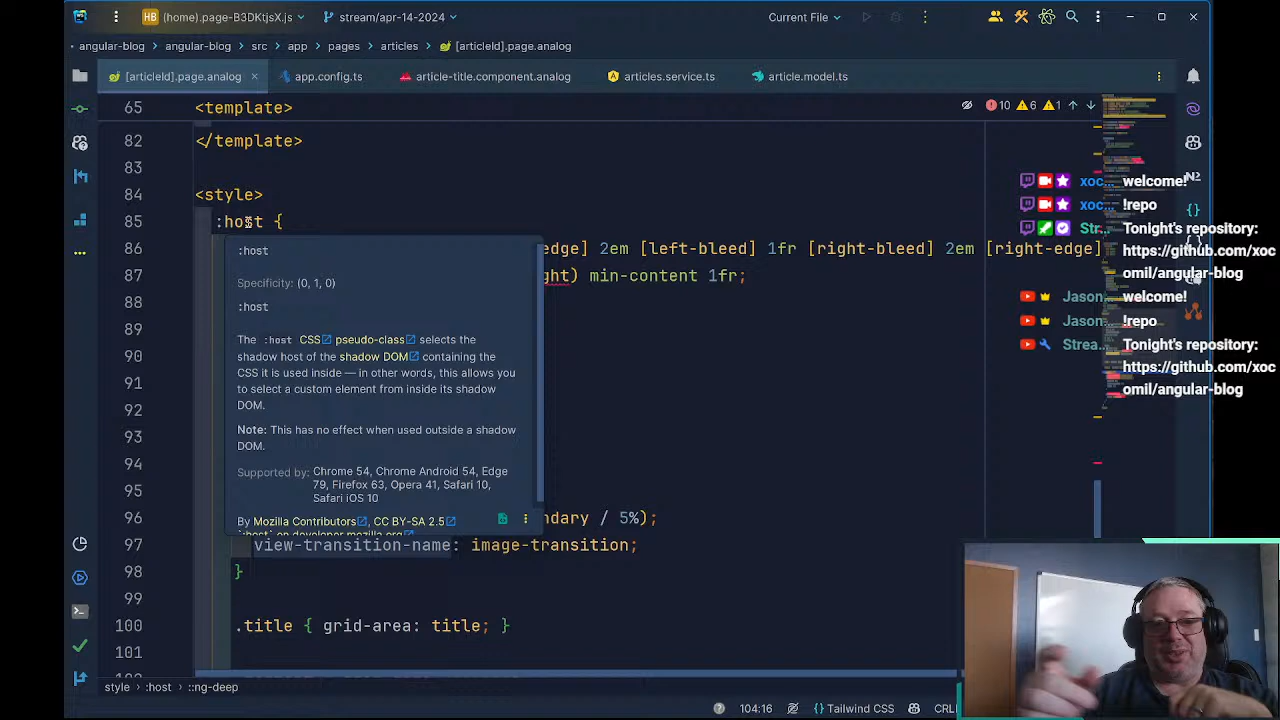 HB (home).page-B3DKtjsX.js stream/apr-14-2024 Current File
angular-blog angular-blog src app pages articles [articleId].page.analog
[articleId].page.analog app.config.ts article-title.component.analog articles.service.ts article.model.ts
65 <template> 10 6 1
82 </template>
83
84 <style>
85 :host {
86 edge] 2em [left-bleed] 1fr [right-bleed] 2em [right-edge]
87 ght) min-content 1fr;
88
89
90
91
92
93
94
95
96 ndary / 5%);
97 view-transition-name: image-transition;
98 }
99
100 .title { grid-area: title; }
101
:host
Specificity: (0, 1, 0)
:host
The :host CSS pseudo-class selects the
shadow host of the shadow DOM containing the
CSS it is used inside — in other words, this allows you
to select a custom element from inside its shadow
DOM.
Note: This has no effect when used outside a shadow
DOM.
Supported by: Chrome 54, Chrome Android 54, Edge
79, Firefox 63, Opera 41, Safari 10,
Safari iOS 10
By Mozilla Contributors, CC BY-SA 2.5
xoc... welcome!
xoc... !repo
Str... Tonight's repository:
https://github.com/xoc
omil/angular-blog
Jason... welcome!
Jason... !repo
Strea... Tonight's repository:
https://github.com/xoc
omil/angular-blog
style :host ::ng-deep
104:16 {} Tailwind CSS CRL